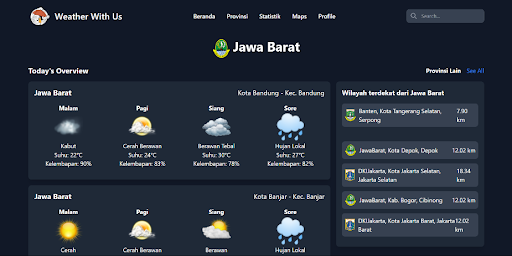 Weather With Us
Beranda Provinsi Statistik Maps Profile
Search...
Jawa Barat
Today's Overview
Provinsi Lain See All
Jawa Barat Kota Bandung - Kec. Bandung
Malam Pagi Siang Sore
Kabut Cerah Berawan Berawan Tebal Hujan Lokal
Suhu: 22°C Suhu: 24°C Suhu: 30°C Suhu: 27°C
Kelembapan: 90% Kelembapan: 83% Kelembapan: 78% Kelembapan: 82%
Jawa Barat Kota Banjar - Kec. Banjar
Malam Pagi Siang Sore
Cerah Cerah Berawan Berawan Hujan Lokal
Wilayah terdekat dari Jawa Barat
Banten, Kota Tangerang Selatan, 7.90
Serpong km
JawaBarat, Kota Depok, Depok 12.02 km
DKIJakarta, Kota Jakarta Selatan, 18.34
Jakarta Selatan km
JawaBarat, Kab. Bogor, Cibinong 12.02 km
DKIJakarta, Kota Jakarta Barat, Jakarta 12.02
Barat km